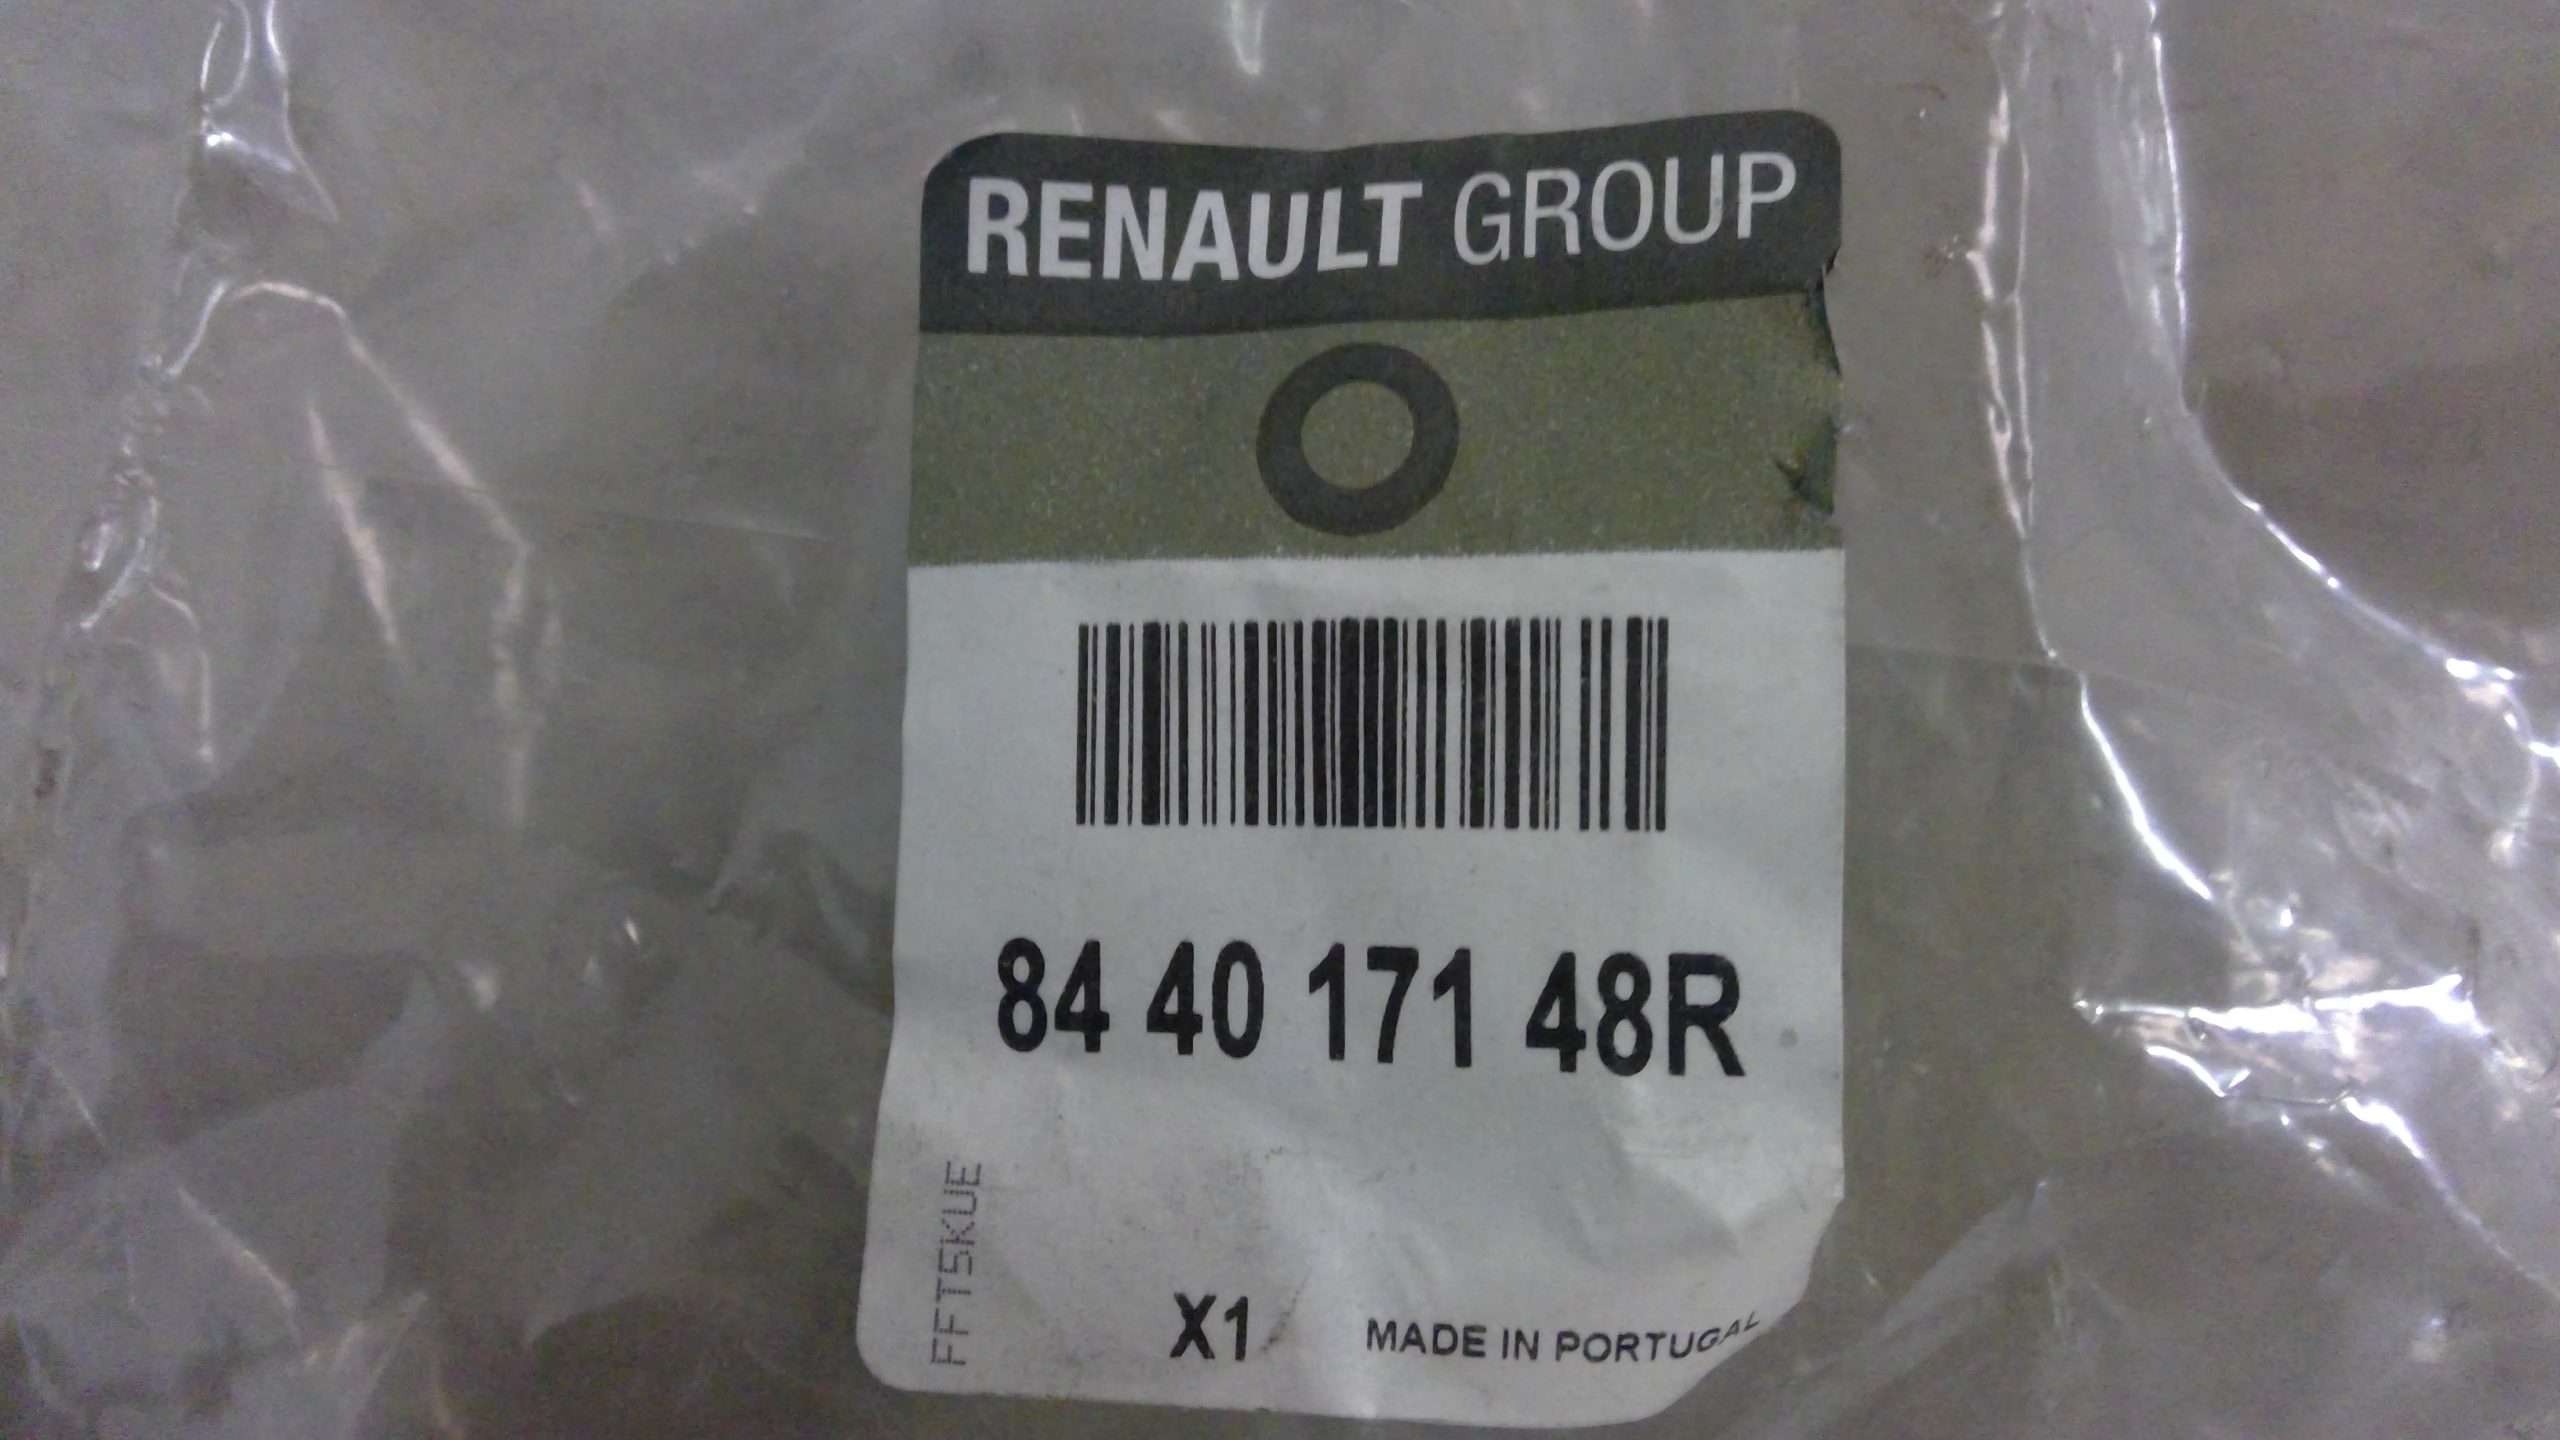 RENAULT GROUP
84 40 171 48R
FFT5KUE
X1
MADE IN PORTUGAL